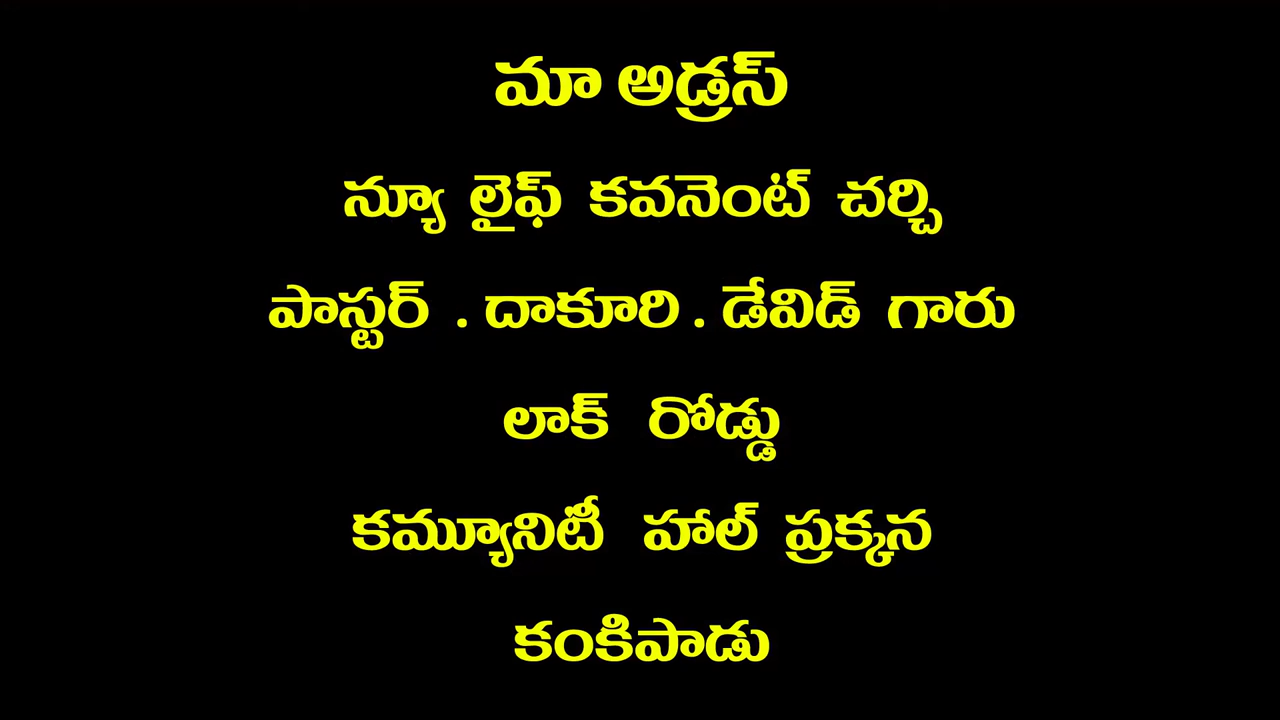 మా అడ్రస్
న్యూ లైఫ్ కవనెంట్ చర్చి
పాస్టర్ . దాకూరి . డేవిడ్ గారు
లాక్ రోడ్డు
కమ్యూనిటీ హాల్ ప్రక్కన
కంకిపాడు